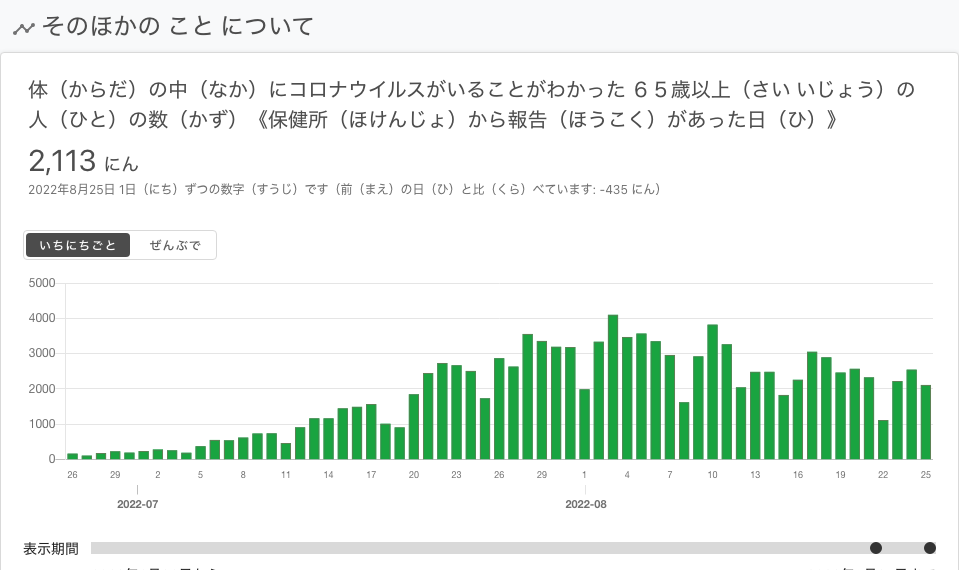 そのほかの こと について
体（からだ）の中（なか）にコロナウイルスがいることがわかった ６５歳以上（さい いじょう）の
人（ひと）の数（かず）《保健所（ほけんじょ）から報告（ほうこく）があった日（ひ）》
2,113 にん
2022年8月25日 1日（にち）ずつの数字（すうじ）です（前（まえ）の日（ひ）と比（くら）べています: -435 にん）
いちにちごと ぜんぶで
5000
4000
3000
2000
1000
0
26 29 2 5 8 11 14 17 20 23 26 29 1 4 7 10 13 16 19 22 25
2022-07 2022-08
表示期間